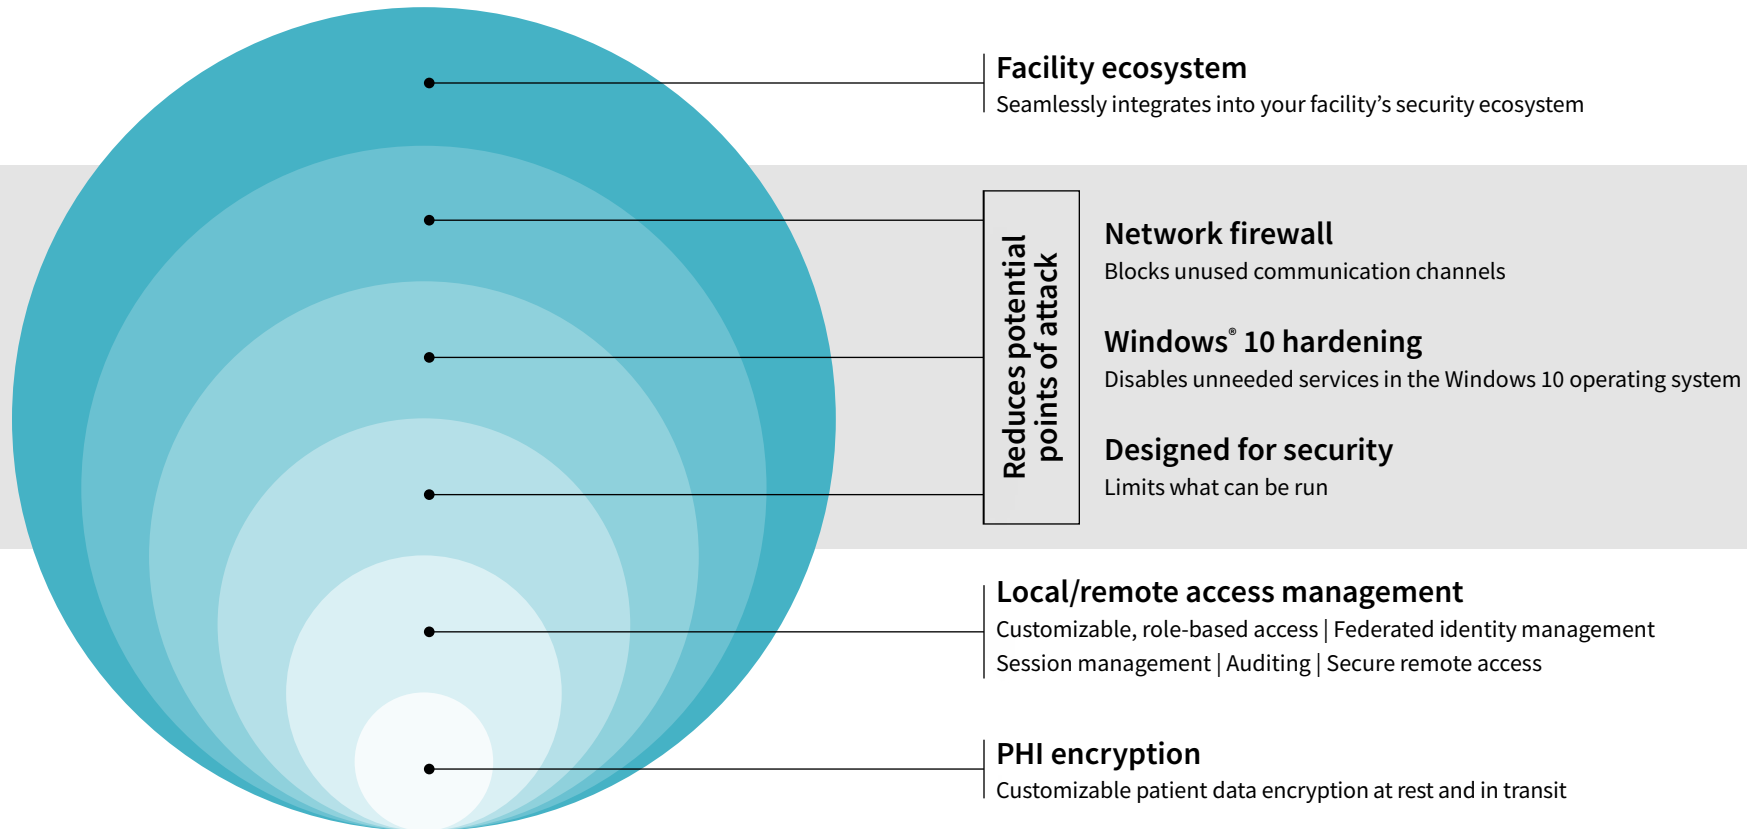 Facility ecosystem
Seamlessly integrates into your facility’s security ecosystem
Reduces potential
points of attack
Network firewall
Blocks unused communication channels
Windows® 10 hardening
Disables unneeded services in the Windows 10 operating system
Designed for security
Limits what can be run
Local/remote access management
Customizable, role-based access | Federated identity management
Session management | Auditing | Secure remote access
PHI encryption
Customizable patient data encryption at rest and in transit